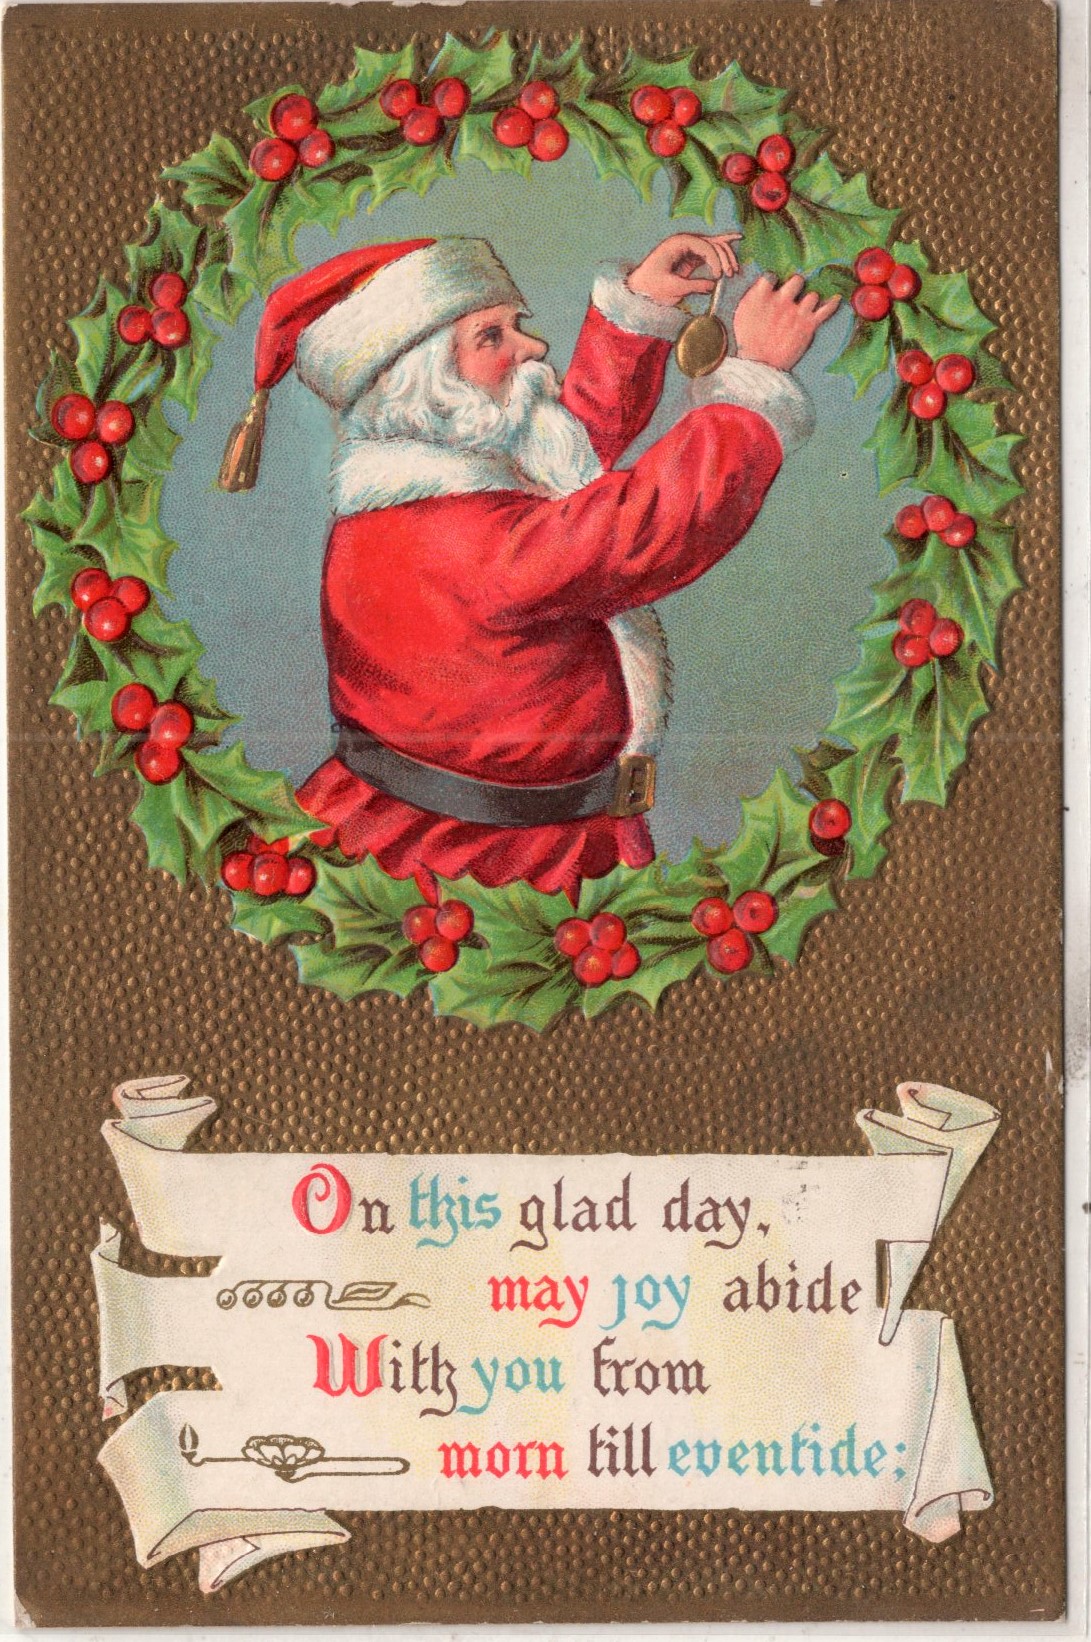 On this glad day,
may joy abide
With you from
morn till eventide;